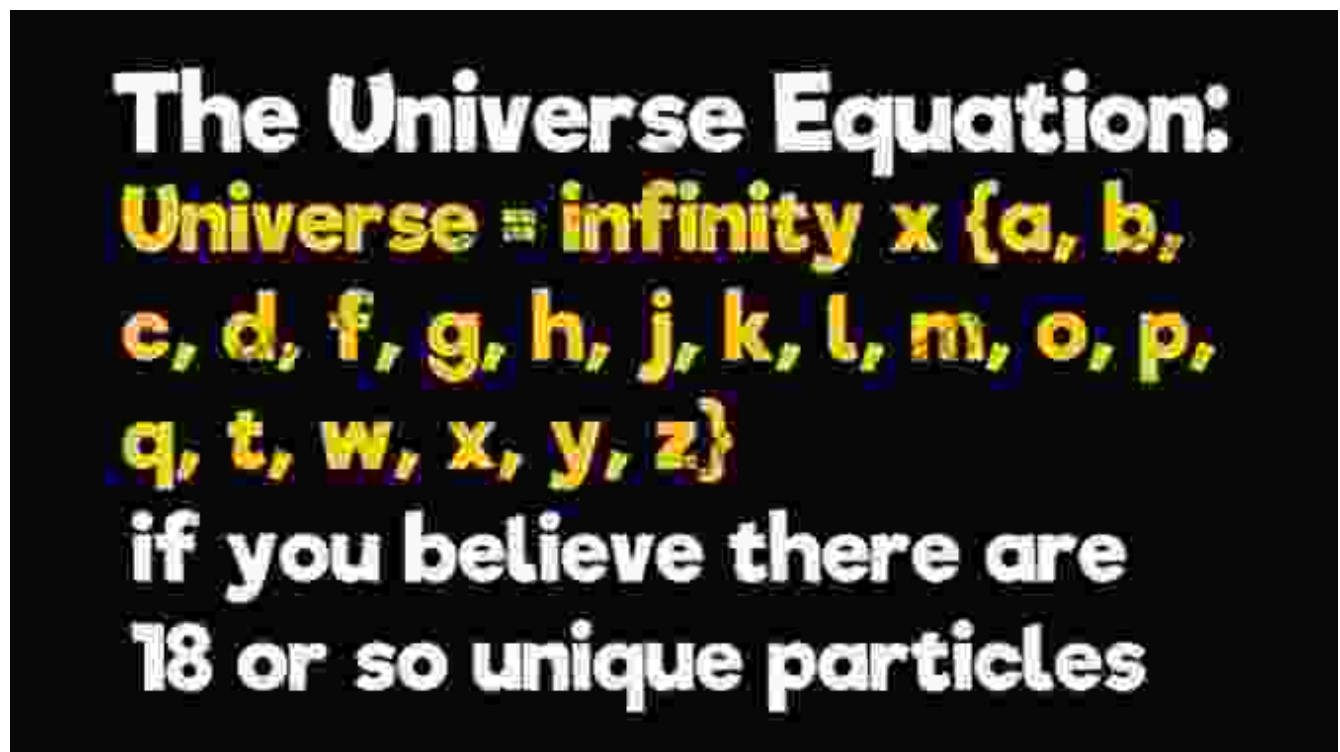 The Universe Equation:
Universe = infinity x {a, b,
c, d, f, g, h, j, k, l, m, o, p,
q, t, w, x, y, z}
if you believe there are
18 or so unique particles